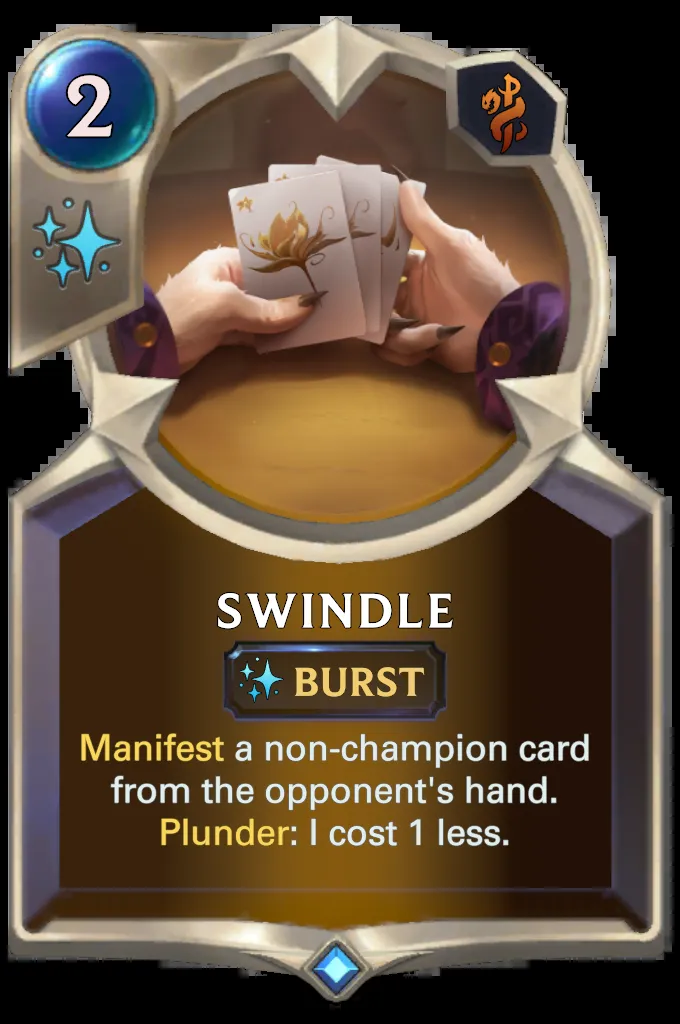 2
SWINDLE
BURST
Manifest a non-champion card
from the opponent's hand.
Plunder: I cost 1 less.